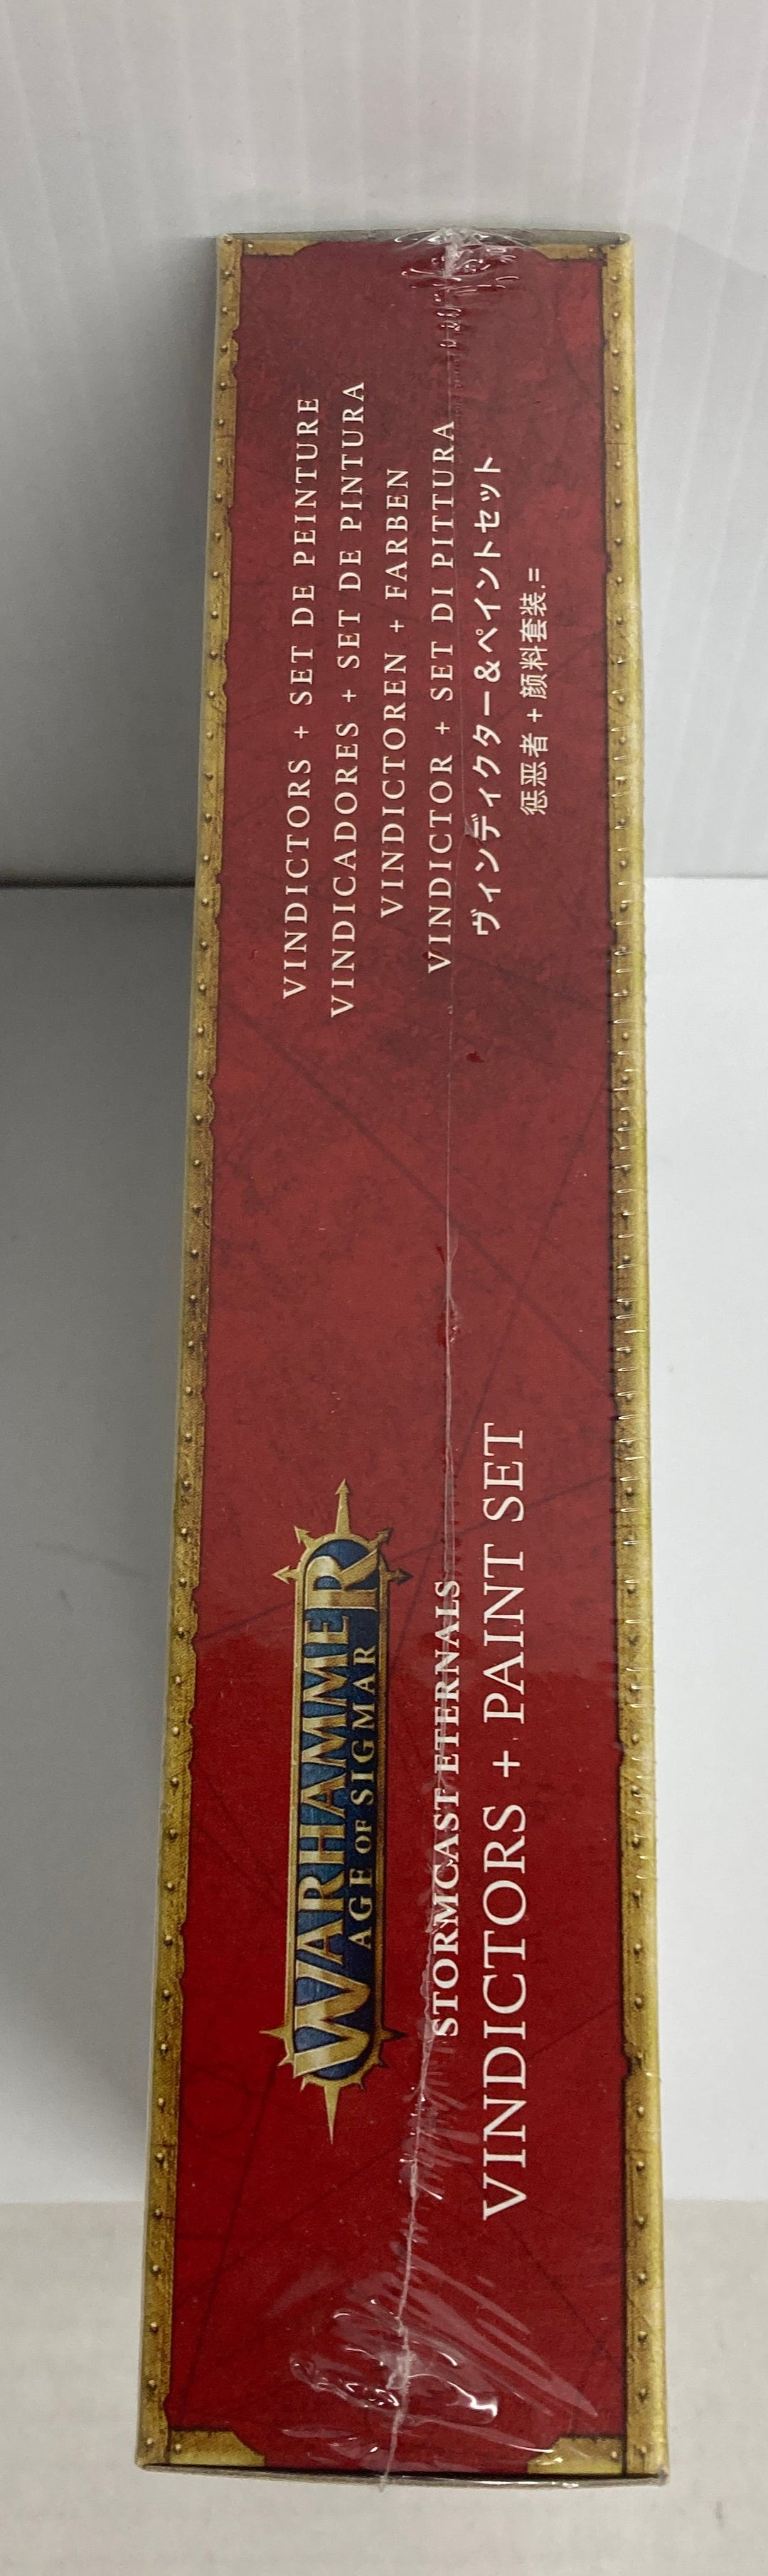 WARHAMMER
AGE OF SIGMAR
STORMCAST ETERNALS
VINDICTORS + PAINT SET
VINDICTORS + SET DE PEINTURE
VINDICADORES + SET DE PINTURA
VINDICTOREN + FARBEN
VINDICTOR + SET DI PITTURA
ヴィンディクター&ペイントセット
惩恶者 + 颜料套装.=